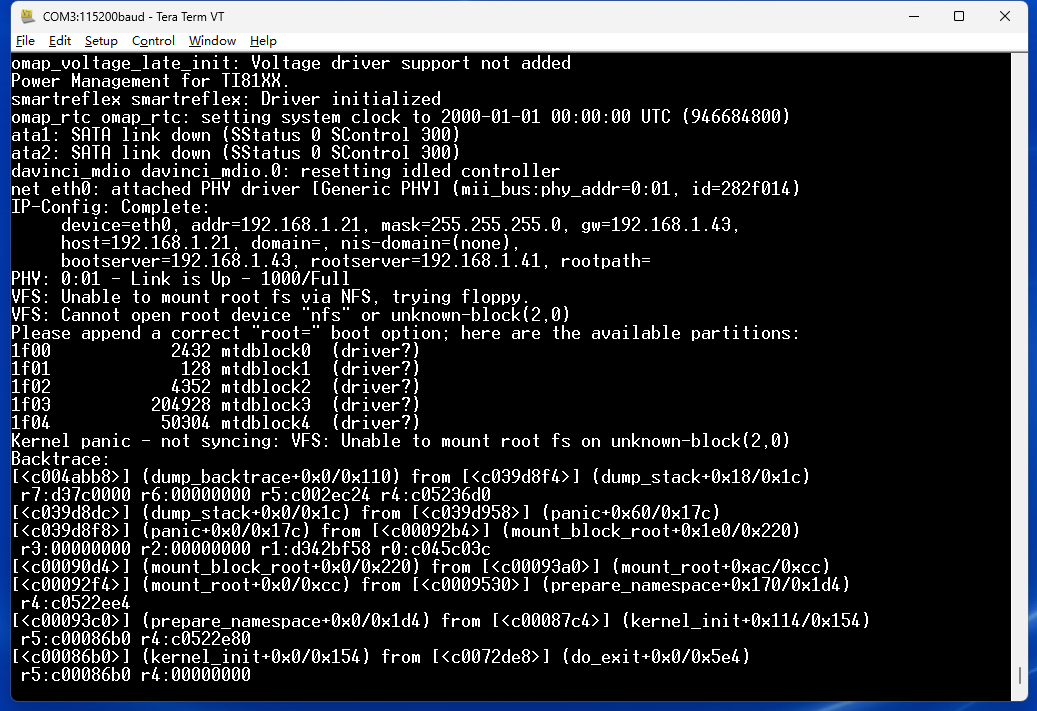 COM3:115200baud - Tera Term VT
File Edit Setup Control Window Help
omap_voltage_late_init: Voltage driver support not added
Power Management for TI81XX.
smartreflex smartreflex: Driver initialized
omap_rtc omap_rtc: setting system clock to 2000-01-01 00:00:00 UTC (946684800)
ata1: SATA link down (SStatus 0 SControl 300)
ata2: SATA link down (SStatus 0 SControl 300)
davinci_mdio davinci_mdio.0: resetting idled controller
net eth0: attached PHY driver [Generic PHY] (mii_bus:phy_addr=0:01, id=282f014)
IP-Config: Complete:
     device=eth0, addr=192.168.1.21, mask=255.255.255.0, gw=192.168.1.43,
     host=192.168.1.21, domain=, nis-domain=(none),
     bootserver=192.168.1.43, rootserver=192.168.1.41, rootpath=
PHY: 0:01 - Link is Up - 1000/Full
VFS: Unable to mount root fs via NFS, trying floppy.
VFS: Cannot open root device "nfs" or unknown-block(2,0)
Please append a correct "root=" boot option; here are the available partitions:
1f00            2432 mtdblock0  (driver?)
1f01             128 mtdblock1  (driver?)
1f02            4352 mtdblock2  (driver?)
1f03          204928 mtdblock3  (driver?)
1f04           50304 mtdblock4  (driver?)
Kernel panic - not syncing: VFS: Unable to mount root fs on unknown-block(2,0)
Backtrace:
[<c004abb8>] (dump_backtrace+0x0/0x110) from [<c039d8f4>] (dump_stack+0x18/0x1c)
 r7:d37c0000 r6:00000000 r5:c002ec24 r4:c05236d0
[<c039d8dc>] (dump_stack+0x0/0x1c) from [<c039d958>] (panic+0x60/0x17c)
[<c039d8f8>] (panic+0x0/0x17c) from [<c00092b4>] (mount_block_root+0x1e0/0x220)
 r3:00000000 r2:00000000 r1:d342bf58 r0:c045c03c
[<c00090d4>] (mount_block_root+0x0/0x220) from [<c00093a0>] (mount_root+0xac/0xcc)
[<c00092f4>] (mount_root+0x0/0xcc) from [<c0009530>] (prepare_namespace+0x170/0x1d4)
 r4:c0522ee4
[<c00093c0>] (prepare_namespace+0x0/0x1d4) from [<c00087c4>] (kernel_init+0x114/0x154)
 r5:c00086b0 r4:c0522e80
[<c00086b0>] (kernel_init+0x0/0x154) from [<c0072de8>] (do_exit+0x0/0x5e4)
 r5:c00086b0 r4:00000000